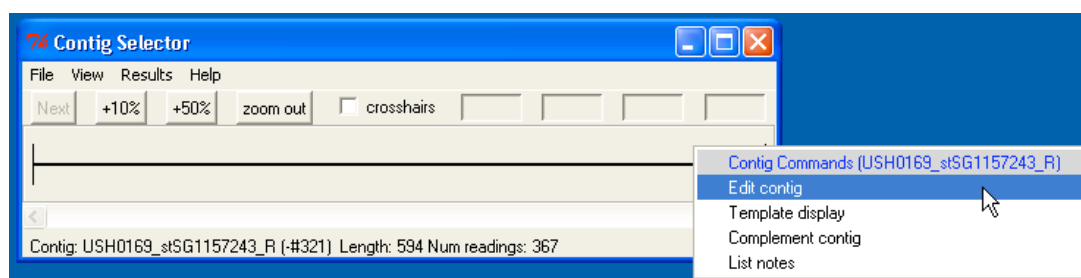 Contig Selector
File View Results Help
Next +10% +50% zoom out crosshairs
Contig Commands (USH0169_stSG1157243_R)
Edit contig
Template display
Complement contig
List notes
Contig: USH0169_stSG1157243_R (-#321) Length: 594 Num readings: 367